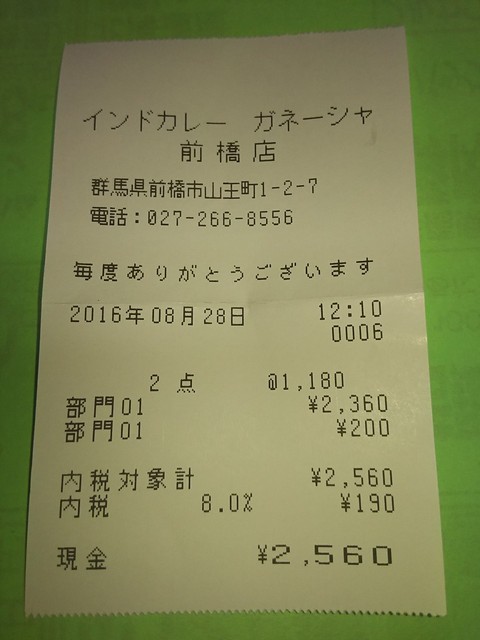 インドカレー ガネーシャ
前橋店
群馬県前橋市山王町1-2-7
電話:027-266-8556
毎度ありがとうございます
2016年08月28日 12:10
0006
2点 @1,180
部門01 ¥2,360
部門01 ¥200
内税対象計 ¥2,560
内税 8.0% ¥190
現金 ¥2,560